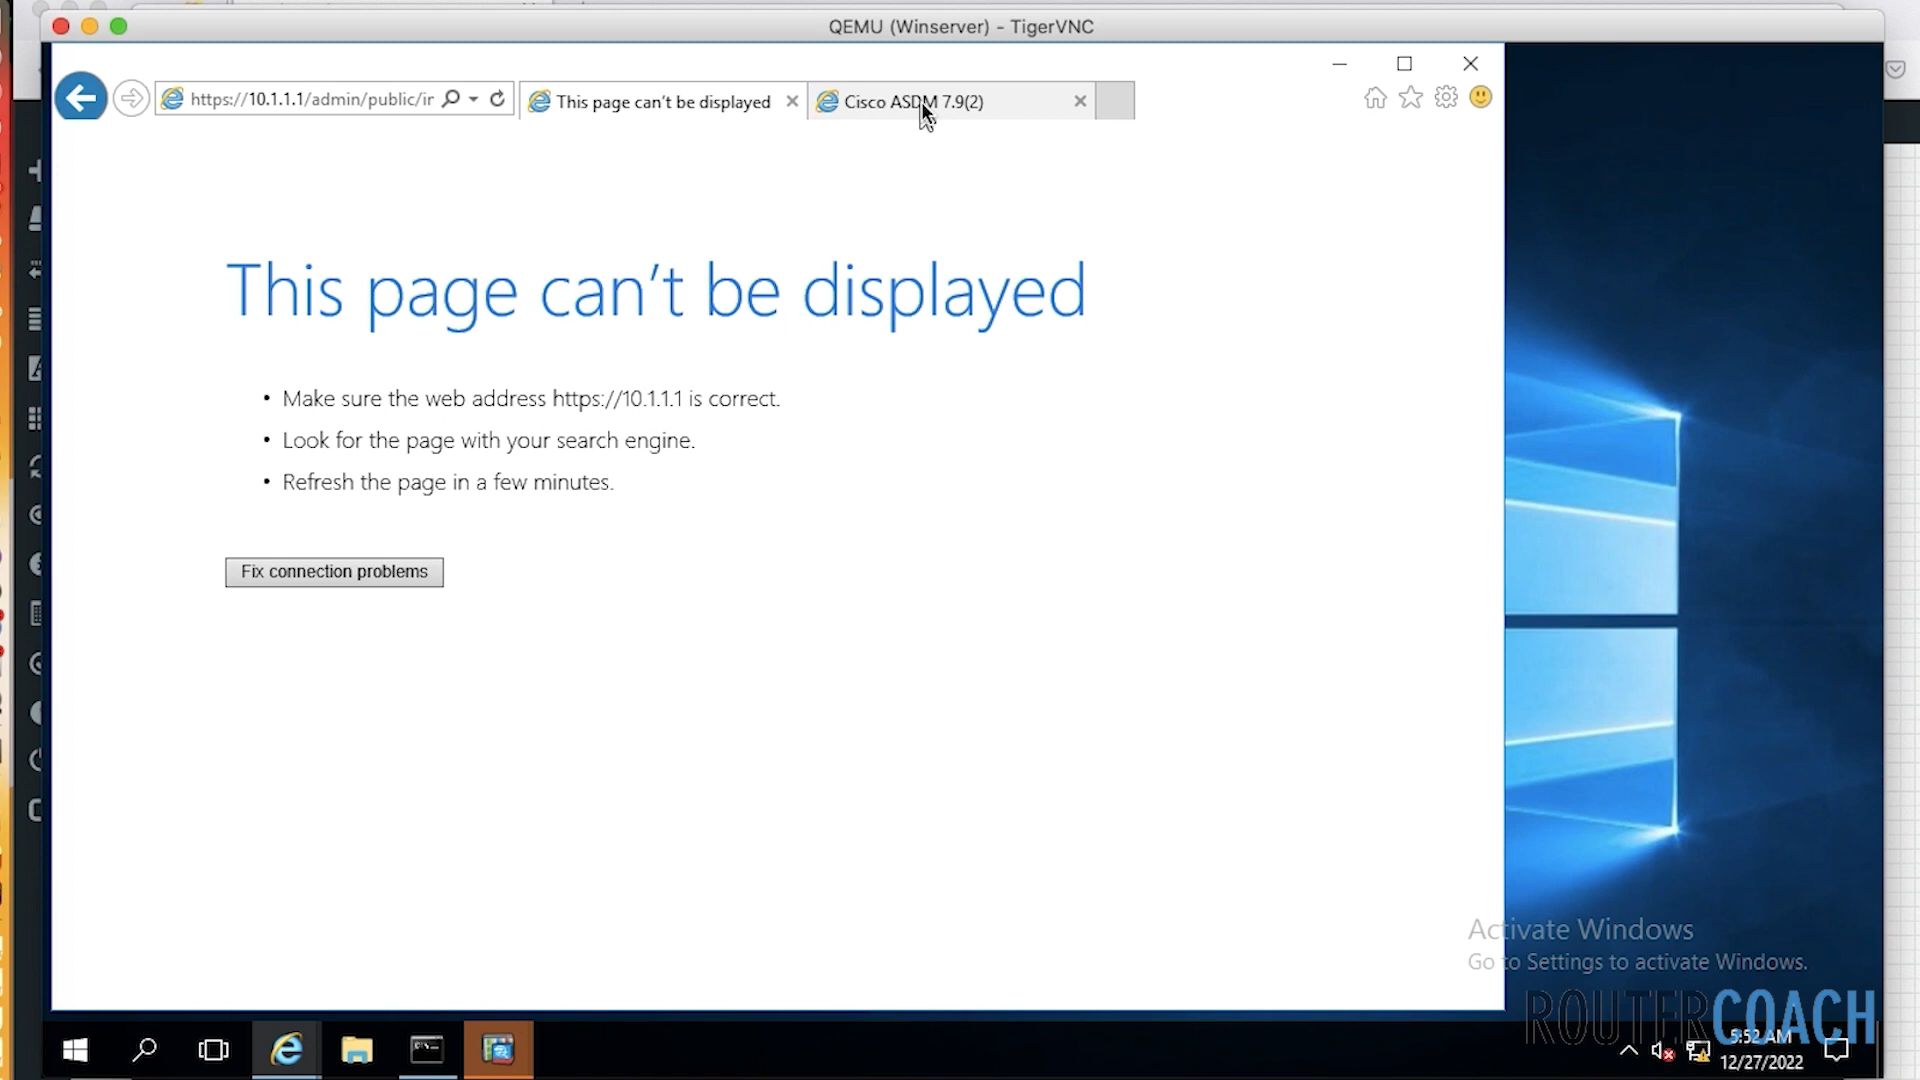 QEMU (Winserver) - TigerVNC
https://10.1.1.1/admin/public/ir
This page can't be displayed
Cisco ASDM 7.9(2)
This page can't be displayed
• Make sure the web address https://10.1.1.1 is correct.
• Look for the page with your search engine.
• Refresh the page in a few minutes.
Fix connection problems
Activate Windows
Go to Settings to activate Windows.
ROUTERCOACH
5:52 AM
12/27/2022